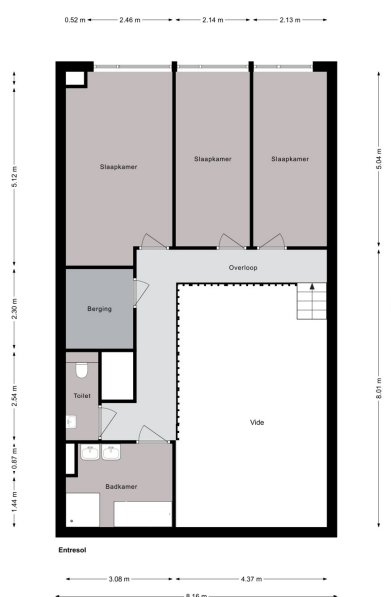 0.52 m 2.46 m 2.14 m 2.13 m
5.12 m
5.04 m
Slaapkamer
Slaapkamer
Slaapkamer
Overloop
2.30 m
Berging
2.54 m
Toilet
8.01 m
Vide
0.87 m
Badkamer
1.44 m
Entresol
3.08 m 4.37 m
8.16 m